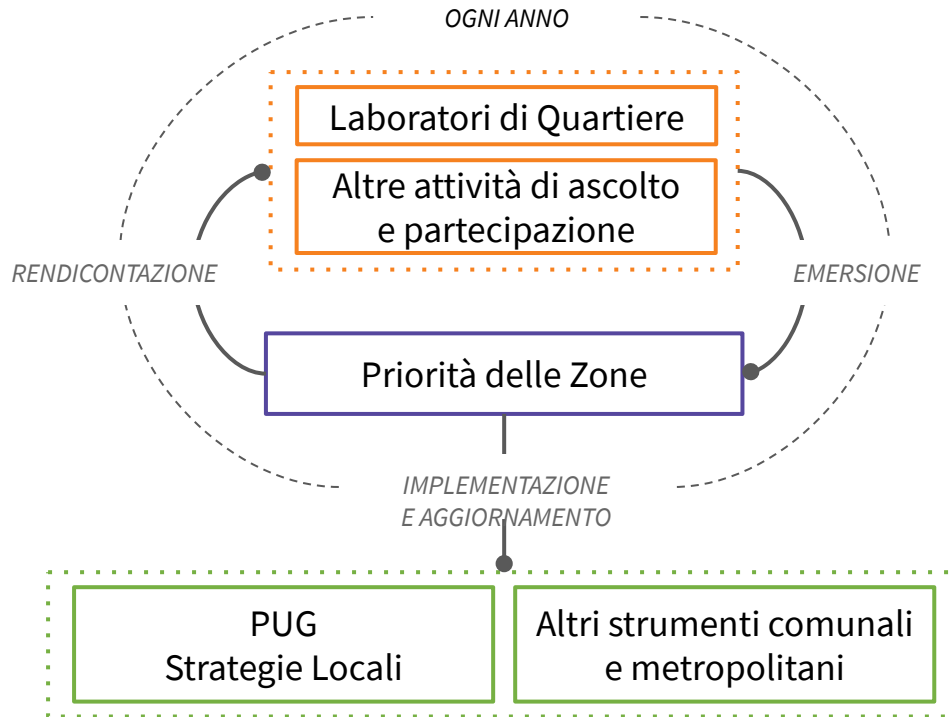 OGNI ANNO
Laboratori di Quartiere
Altre attività di ascolto
e partecipazione
RENDICONTAZIONE
EMERSIONE
Priorità delle Zone
IMPLEMENTAZIONE
E AGGIORNAMENTO
PUG
Strategie Locali
Altri strumenti comunali
e metropolitani